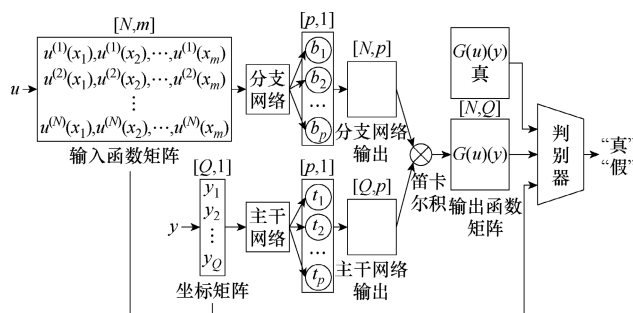 [N,m]
u⁽¹⁾(x₁),u⁽¹⁾(x₂),⋯,u⁽¹⁾(xₘ)
u⁽²⁾(x₁),u⁽²⁾(x₂),⋯,u⁽²⁾(xₘ)
⋮
u⁽ᴺ⁾(x₁),u⁽ᴺ⁾(x₂),⋯,u⁽ᴺ⁾(xₘ)
u
输入函数矩阵
分支
网络
[p,1]
b₁
b₂
…
bₚ
[N,p]
分支网络
输出
[Q,1]
y₁
y₂
⋮
y_Q
y
坐标矩阵
主干
网络
[p,1]
t₁
t₂
…
tₚ
[Q,p]
主干网络
输出
笛卡
尔积
G(u)(y)
真
[N,Q]
G(u)(y)
输出函数
矩阵
判
别
器
“真”
“假”